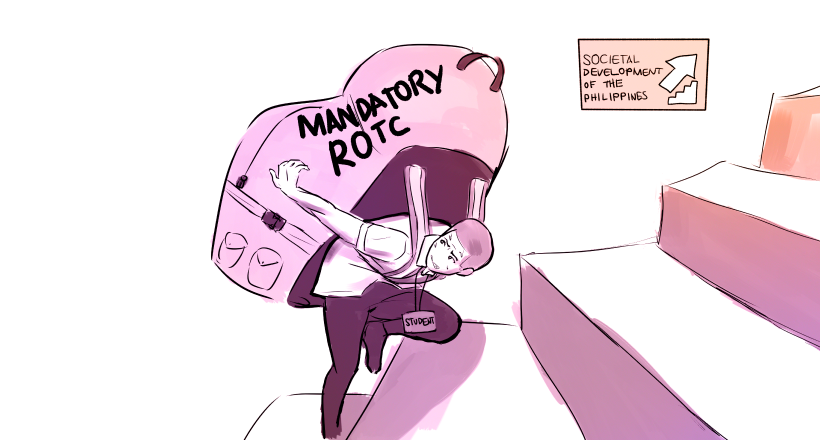 MANDATORY
ROTC
SOCIETAL
DEVELOPMENT
OF THE
PHILIPPINES
STUDENT